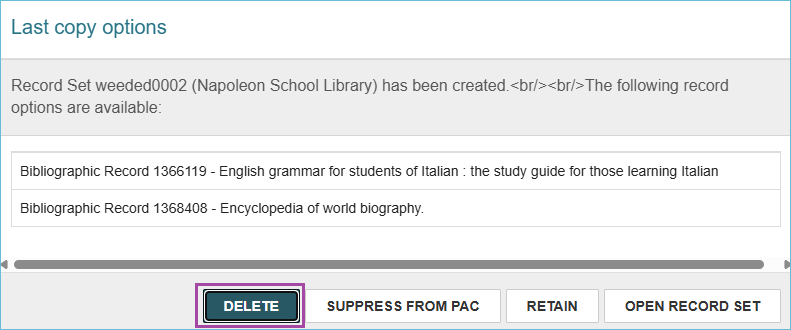 Last copy options
Record Set weeded0002 (Napoleon School Library) has been created.<br/><br/>The following record
options are available:
Bibliographic Record 1366119 - English grammar for students of Italian : the study guide for those learning Italian
Bibliographic Record 1368408 - Encyclopedia of world biography.
DELETE SUPPRESS FROM PAC RETAIN OPEN RECORD SET